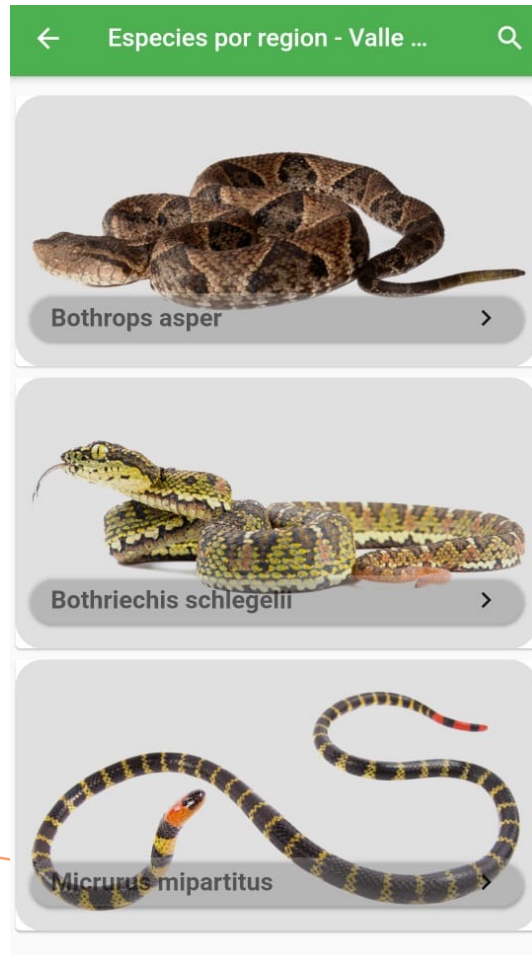 Especies por region - Valle ...
Bothrops asper
Bothriechis schlegelii
Micrurus mipartitus